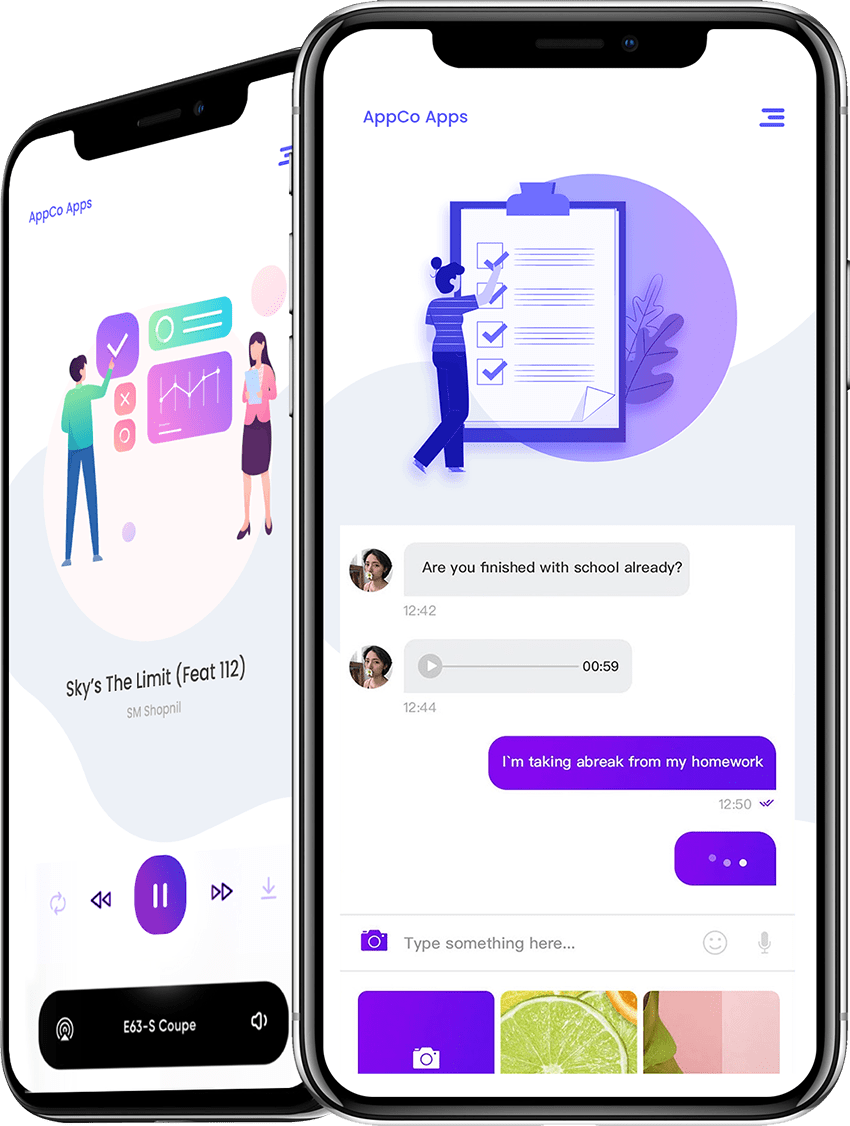 AppCo Apps
Sky's The Limit (Feat 112)
SM Shopnil
E63-S Coupe
AppCo Apps
Are you finished with school already?
12:42
00:59
12:44
I`m taking abreak from my homework
12:50
Type something here...